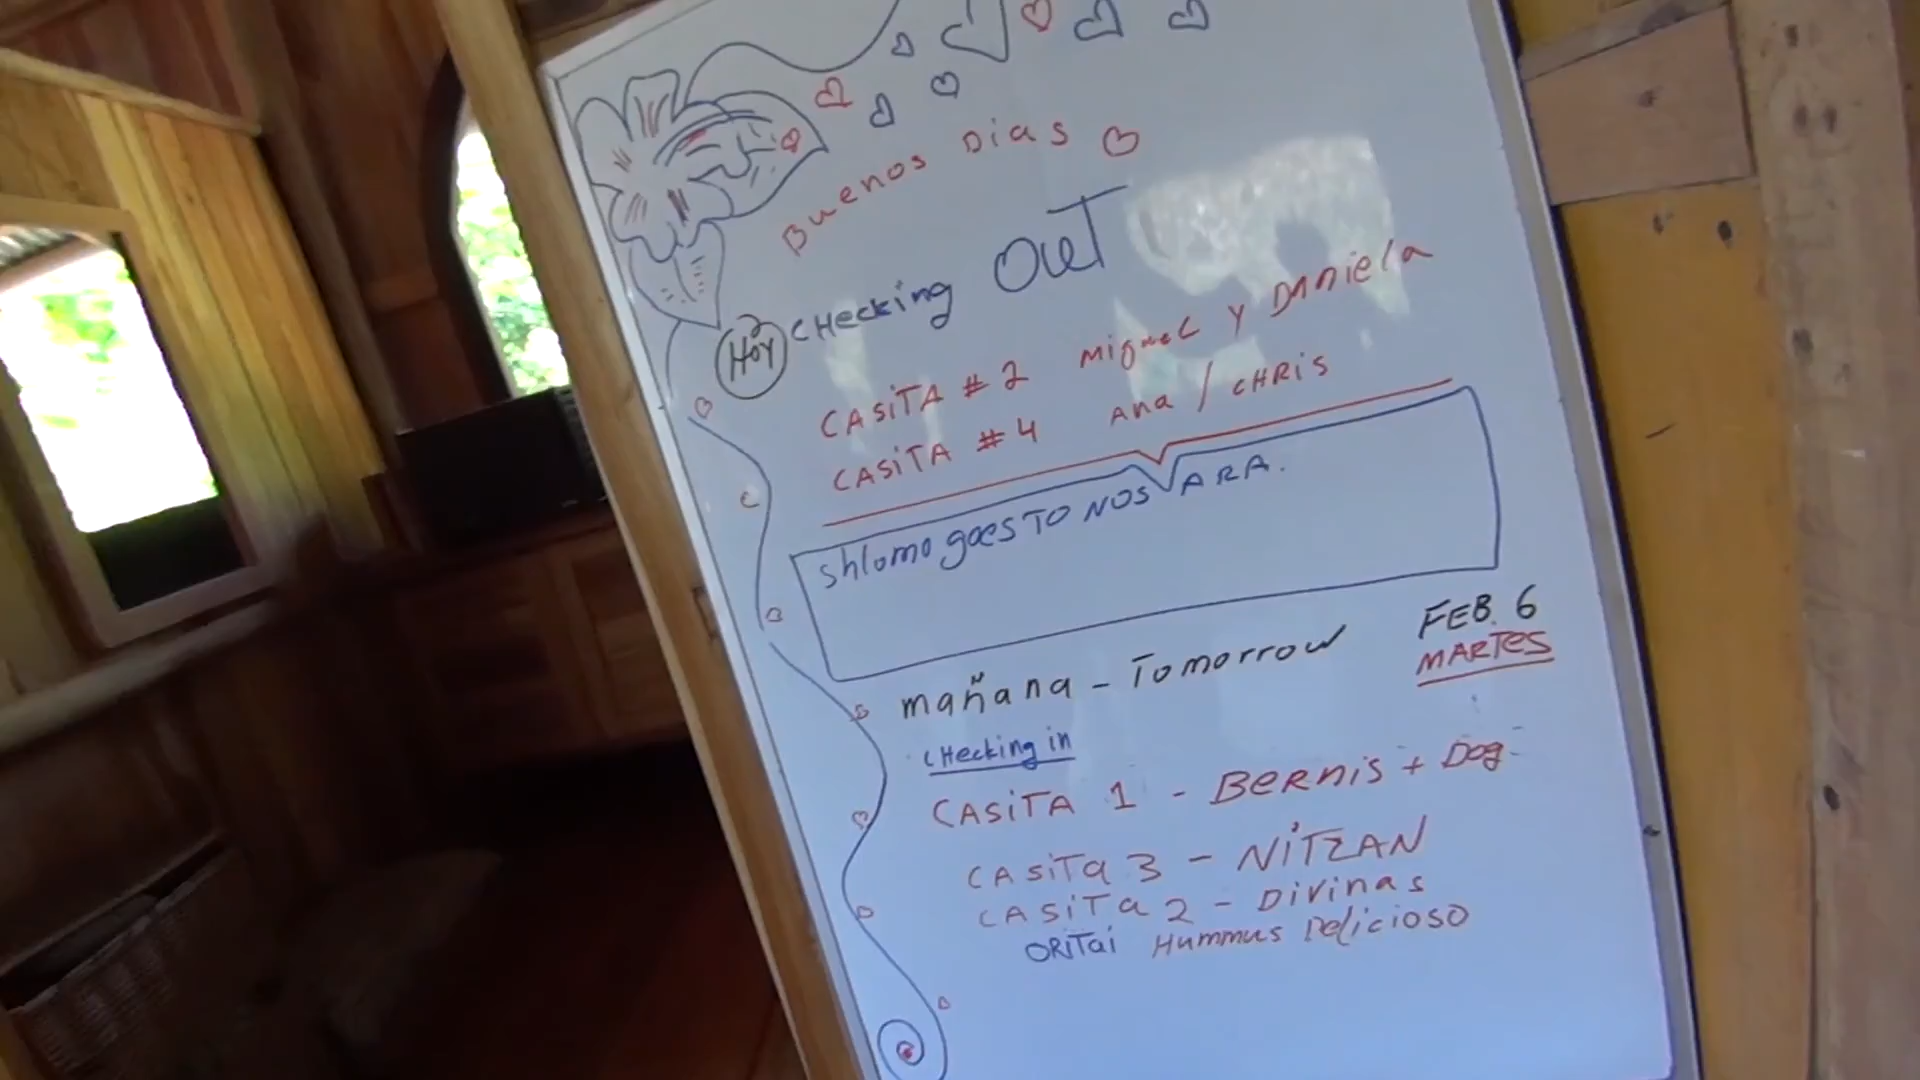 Buenos Dias
Hoy CHecking OUT
CASiTA # 2 Miguel y Daniela
CASiTA # 4 Ana / CHRis
shlomo goes TO NOSARA.
mañana - Tomorrow
FEB. 6
MARTES
CHecking in
CASiTA 1 - BERnis + Dog
CASiTa 3 - NiTZAN
CASiTa 2 - Divinas
ORiTai Hummus Delicioso